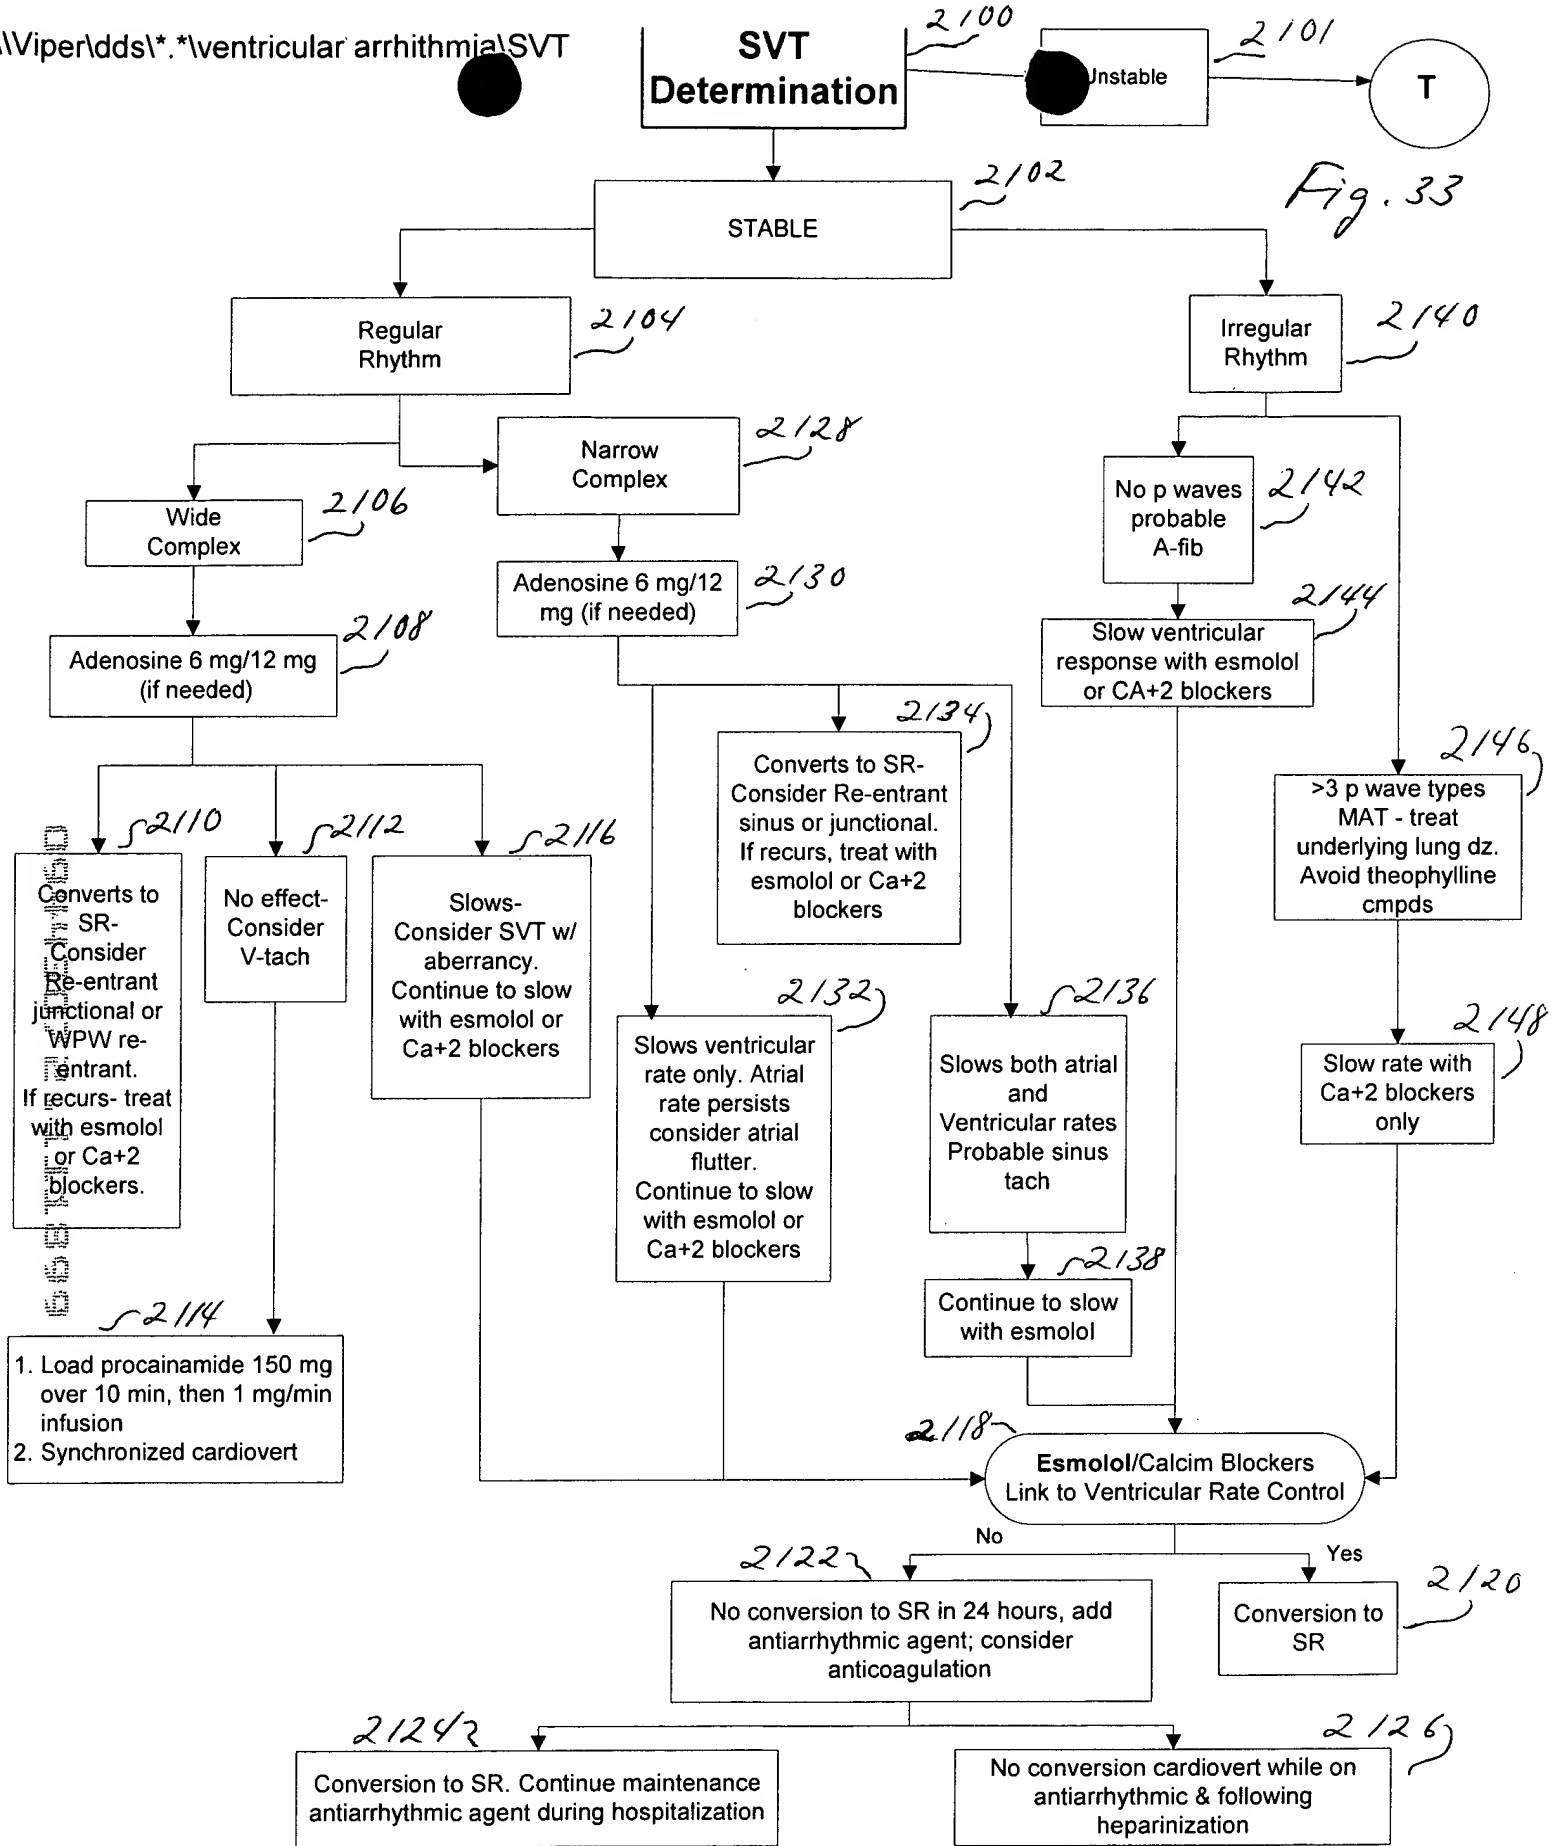 \\Viper\dds\*.*\ventricular arrhithmia\SVT
SVT
Determination
2100
Unstable
2101
T
Fig. 33
STABLE
2102
Regular
Rhythm
2104
Irregular
Rhythm
2140
Narrow
Complex
2128
Wide
Complex
2106
No p waves
probable
A-fib
2142
Adenosine 6 mg/12
mg (if needed)
2130
Adenosine 6 mg/12 mg
(if needed)
2108
Slow ventricular
response with esmolol
or CA+2 blockers
2144
2134
Converts to SR-
Consider Re-entrant
sinus or junctional.
If recurs, treat with
esmolol or Ca+2
blockers
2146
>3 p wave types
MAT - treat
underlying lung dz.
Avoid theophylline
cmpds
2110
Converts to
SR-
Consider
Re-entrant
junctional or
WPW re-
entrant.
If recurs- treat
with esmolol
or Ca+2
blockers.
2112
No effect-
Consider
V-tach
2116
Slows-
Consider SVT w/
aberrancy.
Continue to slow
with esmolol or
Ca+2 blockers
2132
Slows ventricular
rate only. Atrial
rate persists
consider atrial
flutter.
Continue to slow
with esmolol or
Ca+2 blockers
2136
Slows both atrial
and
Ventricular rates
Probable sinus
tach
2148
Slow rate with
Ca+2 blockers
only
2138
Continue to slow
with esmolol
2114
1. Load procainamide 150 mg
over 10 min, then 1 mg/min
infusion
2. Synchronized cardiovert
2118
Esmolol/Calcim Blockers
Link to Ventricular Rate Control
No
Yes
2122
No conversion to SR in 24 hours, add
antiarrhythmic agent; consider
anticoagulation
2120
Conversion to
SR
2124
Conversion to SR. Continue maintenance
antiarrhythmic agent during hospitalization
2126
No conversion cardiovert while on
antiarrhythmic & following
heparinization